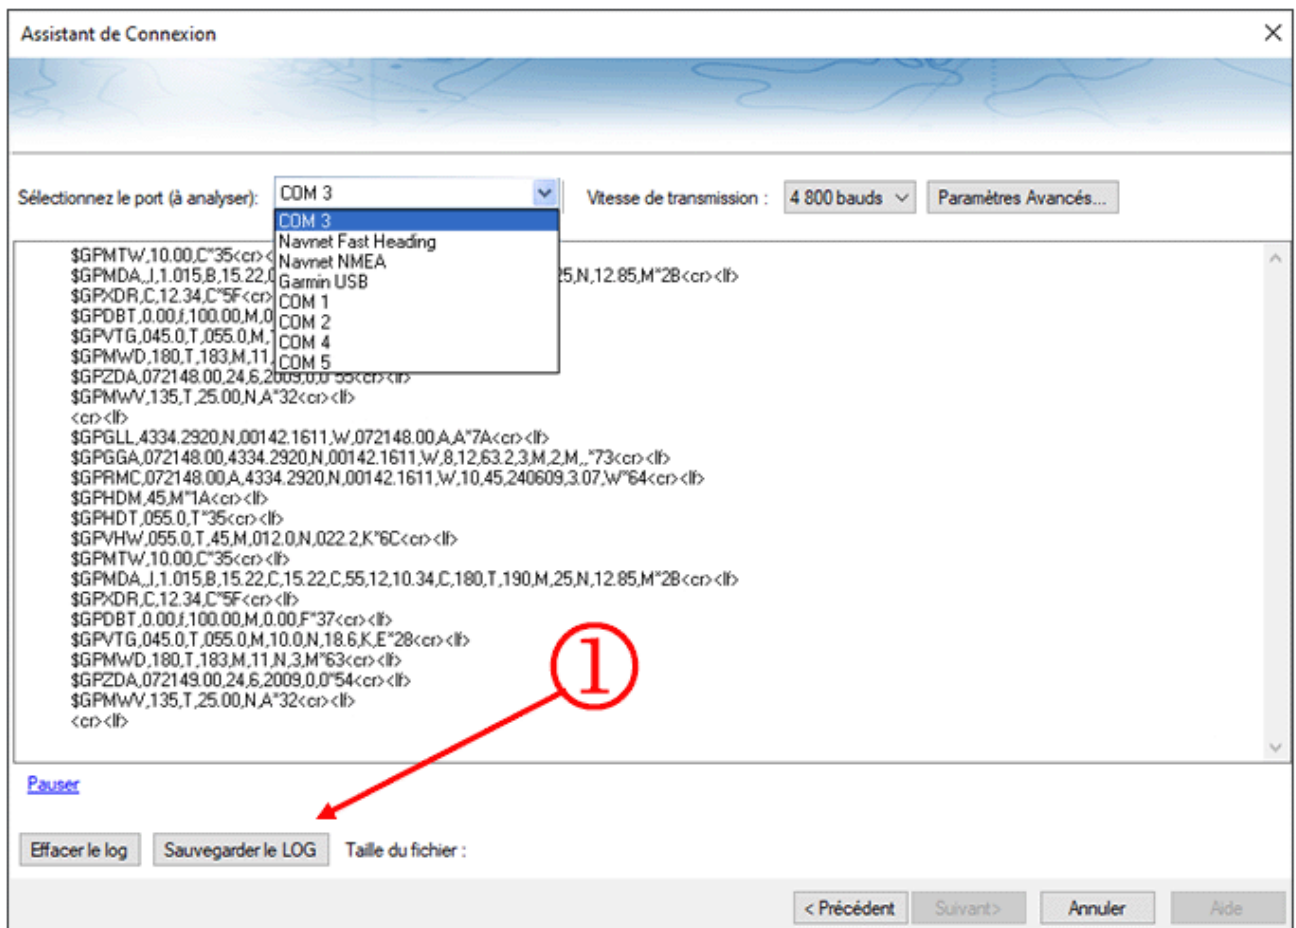 Assistant de Connexion
Sélectionnez le port (à analyser): COM 3 Vitesse de transmission : 4 800 bauds Paramètres Avancés...
COM 3
Navnet Fast Heading
Navnet NMEA
Garmin USB
COM 1
COM 2
COM 4
COM 5
$GPMTW,10.00,C*35<cr><
$GPMDA,,I,1.015,B,15.22,0 25,N,12.85,M*2B<cr><lf>
$GPXDR,C,12.34,C*5F<cr>
$GPDBT,0.00,f,100.00,M,0
$GPVTG,045.0,T,055.0,M,
$GPMWD,180,T,183,M,11,
$GPZDA,072148.00,24,6,2009,0,0*55<cr><lf>
$GPMWV,135,T,25.00,N,A*32<cr><lf>
<cr><lf>
$GPGLL,4334.2920,N,00142.1611,W,072148.00,A,A*7A<cr><lf>
$GPGGA,072148.00,4334.2920,N,00142.1611,W,8,12,63.2,3,M,2,M,,*73<cr><lf>
$GPRMC,072148.00,A,4334.2920,N,00142.1611,W,10,45,240609,3.07,W*64<cr><lf>
$GPHDM,45,M*1A<cr><lf>
$GPHDT,055.0,T*35<cr><lf>
$GPVHW,055.0,T,45,M,012.0,N,022.2,K*6C<cr><lf>
$GPMTW,10.00,C*35<cr><lf>
$GPMDA,,I,1.015,B,15.22,C,15.22,C,55,12,10.34,C,180,T,190,M,25,N,12.85,M*2B<cr><lf>
$GPXDR,C,12.34,C*5F<cr><lf>
$GPDBT,0.00,f,100.00,M,0.00,F*37<cr><lf>
$GPVTG,045.0,T,055.0,M,10.0,N,18.6,K,E*28<cr><lf>
$GPMWD,180,T,183,M,11,N,3,M*63<cr><lf>
$GPZDA,072149.00,24,6,2009,0,0*54<cr><lf>
$GPMWV,135,T,25.00,N,A*32<cr><lf>
<cr><lf>
①
Pauser
Effacer le log Sauvegarder le LOG Taille du fichier :
< Précédent Suivant> Annuler Aide